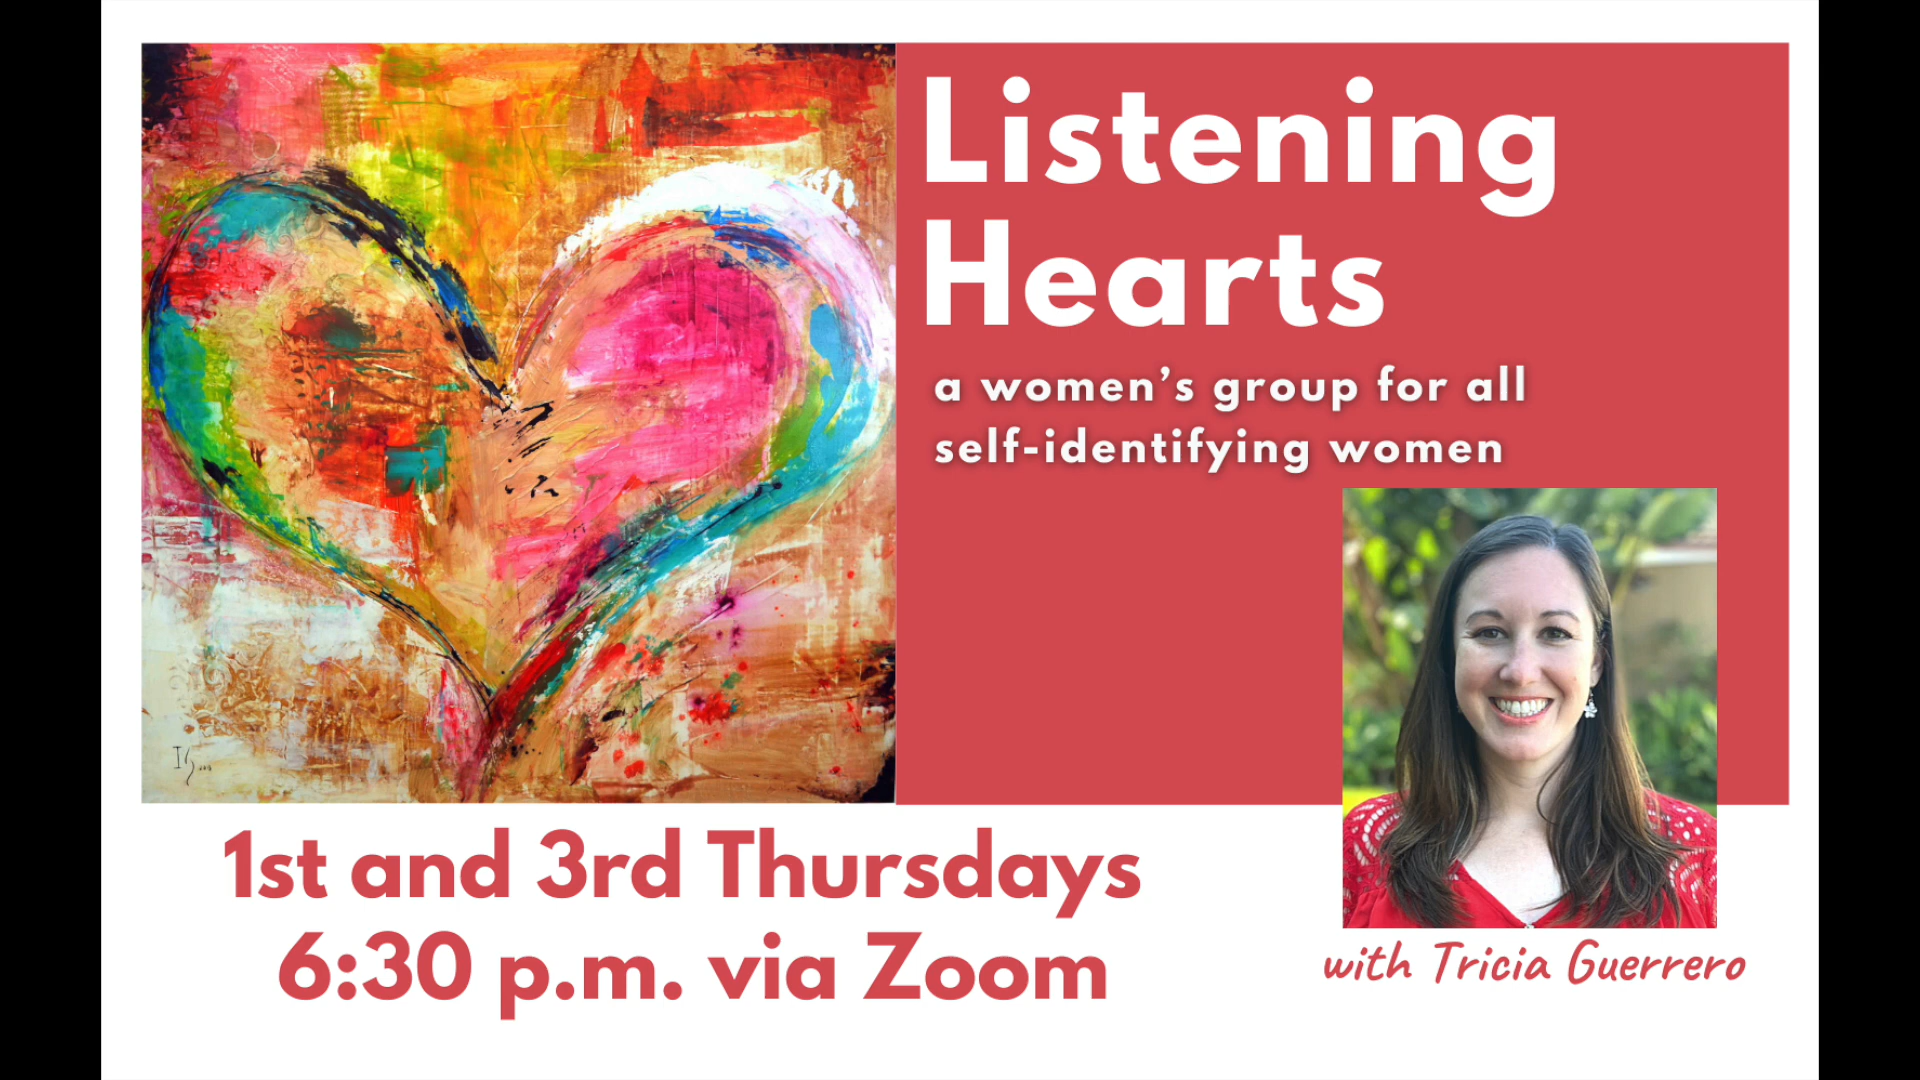 Listening
Hearts
a women’s group for all
self-identifying women
1st and 3rd Thursdays
6:30 p.m. via Zoom
with Tricia Guerrero